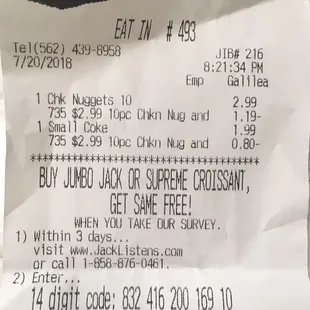 EAT IN # 493
Tel(562) 439-8958 JIB# 216
7/20/2018 8:21:34 PM
Emp Galilea
1 Chk Nuggets 10 2.99
735 $2.99 10pc Chkn Nug and 1.19-
1 Small Coke 1.99
735 $2.99 10pc Chkn Nug and 0.80-
****************************************
BUY JUMBO JACK OR SUPREME CROISSANT,
GET SAME FREE!
WHEN YOU TAKE OUR SURVEY.
1) Within 3 days...
visit www.JackListens.com
or call 1-858-876-0461.
2) Enter...
14 digit code: 832 416 200 169 10